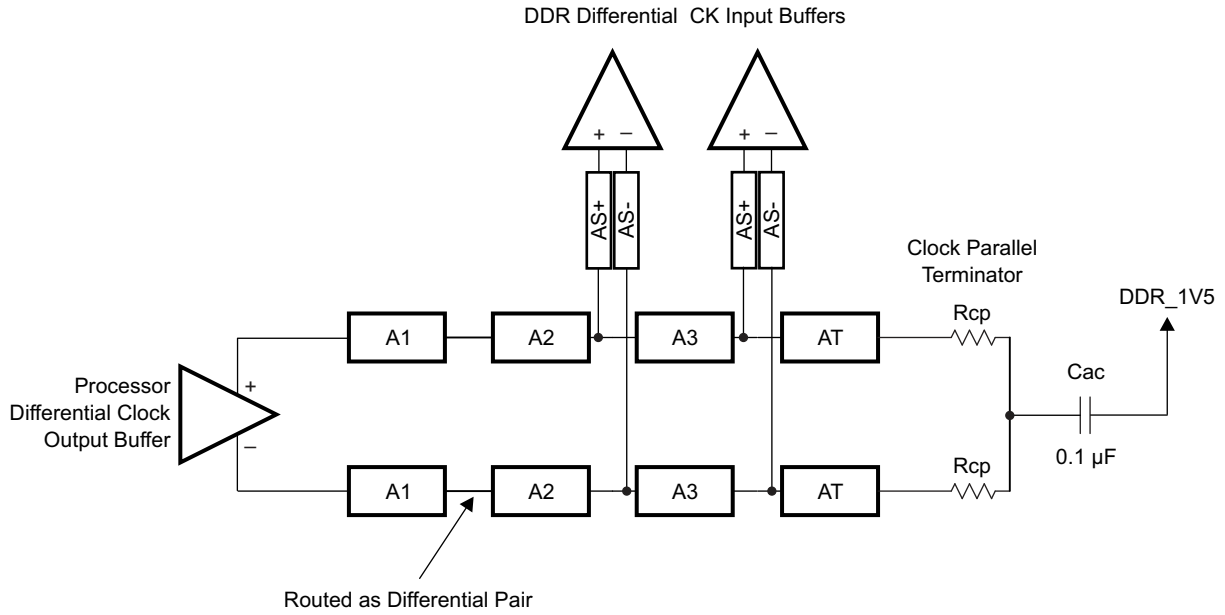 DDR Differential CK Input Buffers
+ −
+ −
AS+
AS-
AS+
AS-
Clock Parallel
Terminator
DDR_1V5
Rcp
A1
A2
A3
AT
Processor
Differential Clock
Output Buffer
+
−
Cac
0.1 µF
Rcp
A1
A2
A3
AT
Routed as Differential Pair